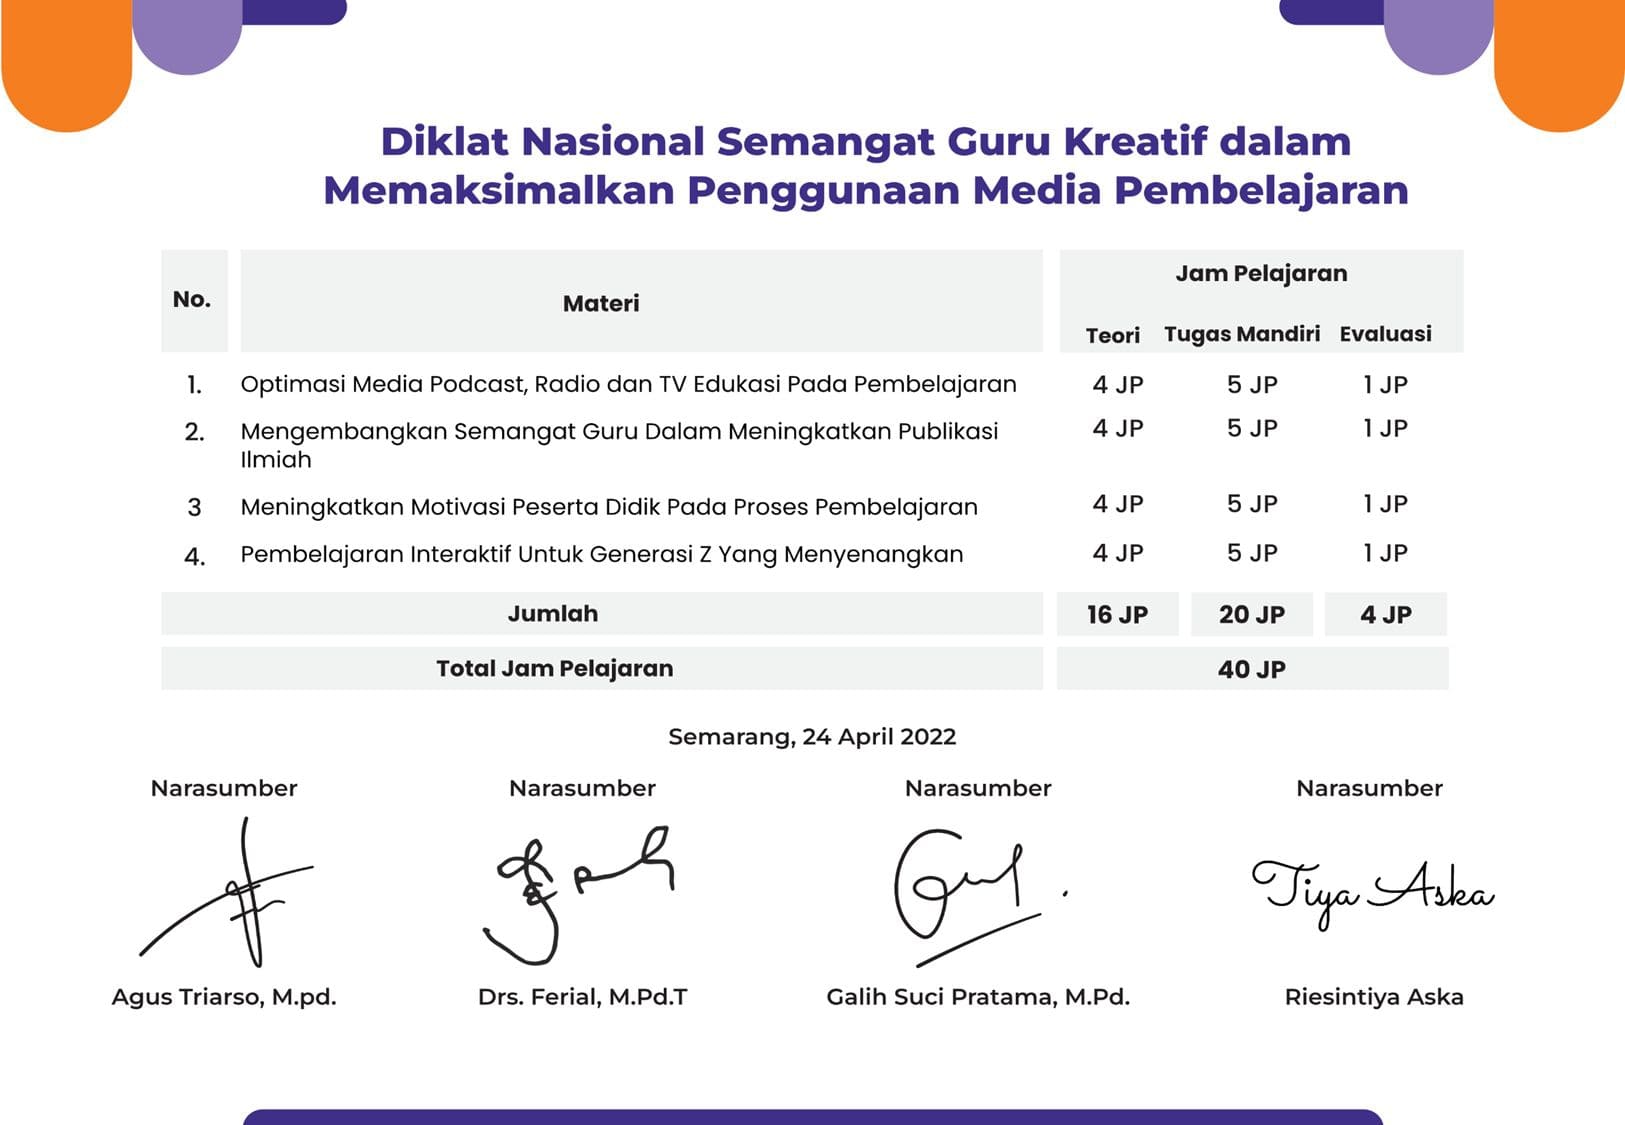 Diklat Nasional Semangat Guru Kreatif dalam
Memaksimalkan Penggunaan Media Pembelajaran
No. Materi Jam Pelajaran
Teori Tugas Mandiri Evaluasi
1. Optimasi Media Podcast, Radio dan TV Edukasi Pada Pembelajaran 4 JP 5 JP 1 JP
2. Mengembangkan Semangat Guru Dalam Meningkatkan Publikasi 4 JP 5 JP 1 JP
Ilmiah
3 Meningkatkan Motivasi Peserta Didik Pada Proses Pembelajaran 4 JP 5 JP 1 JP
4. Pembelajaran Interaktif Untuk Generasi Z Yang Menyenangkan 4 JP 5 JP 1 JP
Jumlah 16 JP 20 JP 4 JP
Total Jam Pelajaran 40 JP
Semarang, 24 April 2022
Narasumber Narasumber Narasumber Narasumber
Tiya Aska
Agus Triarso, M.pd. Drs. Ferial, M.Pd.T Galih Suci Pratama, M.Pd. Riesintiya Aska